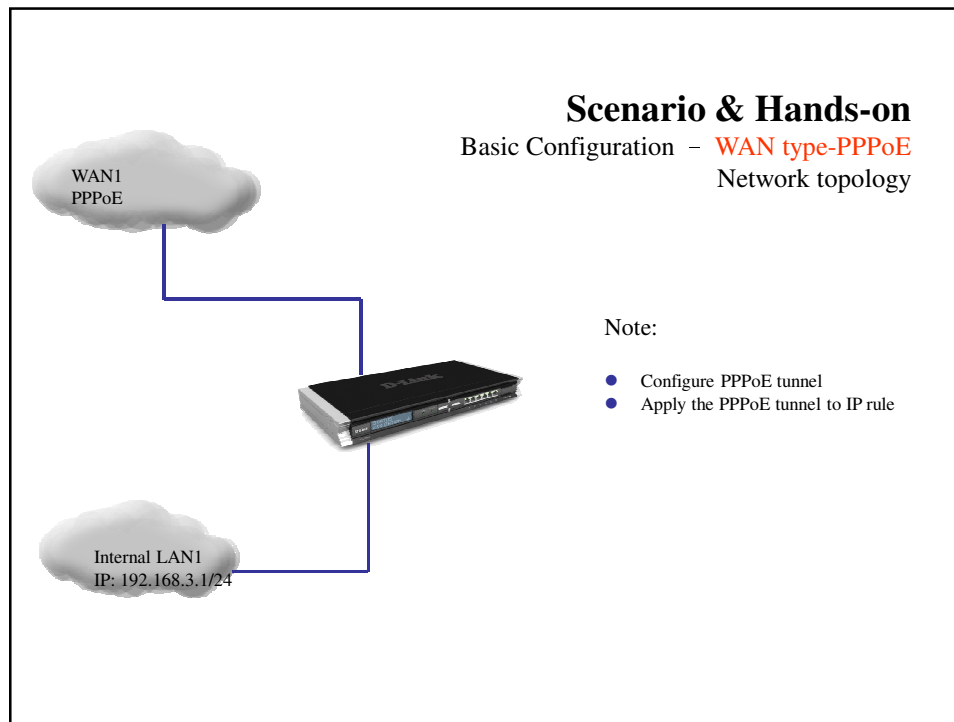 Scenario & Hands-on
Basic Configuration － WAN type-PPPoE
Network topology
WAN1
PPPoE
Note:
● Configure PPPoE tunnel
● Apply the PPPoE tunnel to IP rule
D-Link
Internal LAN1
IP: 192.168.3.1/24